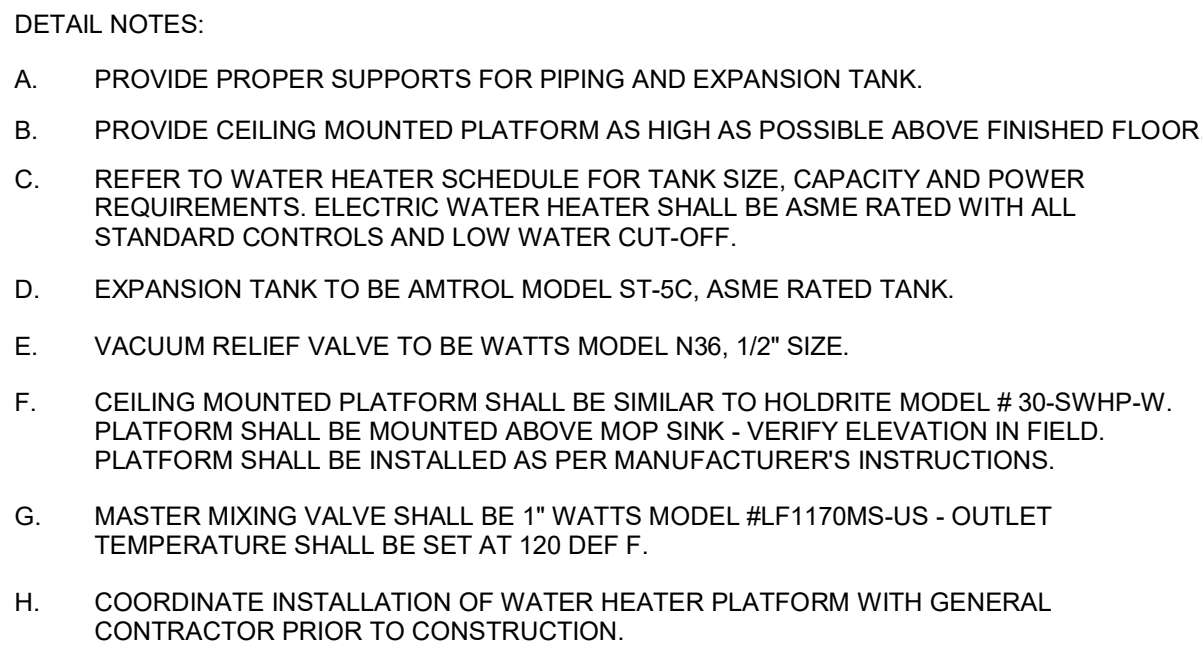 DETAIL NOTES:
A. PROVIDE PROPER SUPPORTS FOR PIPING AND EXPANSION TANK.
B. PROVIDE CEILING MOUNTED PLATFORM AS HIGH AS POSSIBLE ABOVE FINISHED FLOOR
C. REFER TO WATER HEATER SCHEDULE FOR TANK SIZE, CAPACITY AND POWER
REQUIREMENTS. ELECTRIC WATER HEATER SHALL BE ASME RATED WITH ALL
STANDARD CONTROLS AND LOW WATER CUT-OFF.
D. EXPANSION TANK TO BE AMTROL MODEL ST-5C, ASME RATED TANK.
E. VACUUM RELIEF VALVE TO BE WATTS MODEL N36, 1/2" SIZE.
F. CEILING MOUNTED PLATFORM SHALL BE SIMILAR TO HOLDRITE MODEL # 30-SWHP-W.
PLATFORM SHALL BE MOUNTED ABOVE MOP SINK - VERIFY ELEVATION IN FIELD.
PLATFORM SHALL BE INSTALLED AS PER MANUFACTURER'S INSTRUCTIONS.
G. MASTER MIXING VALVE SHALL BE 1" WATTS MODEL #LF1170MS-US - OUTLET
TEMPERATURE SHALL BE SET AT 120 DEF F.
H. COORDINATE INSTALLATION OF WATER HEATER PLATFORM WITH GENERAL
CONTRACTOR PRIOR TO CONSTRUCTION.